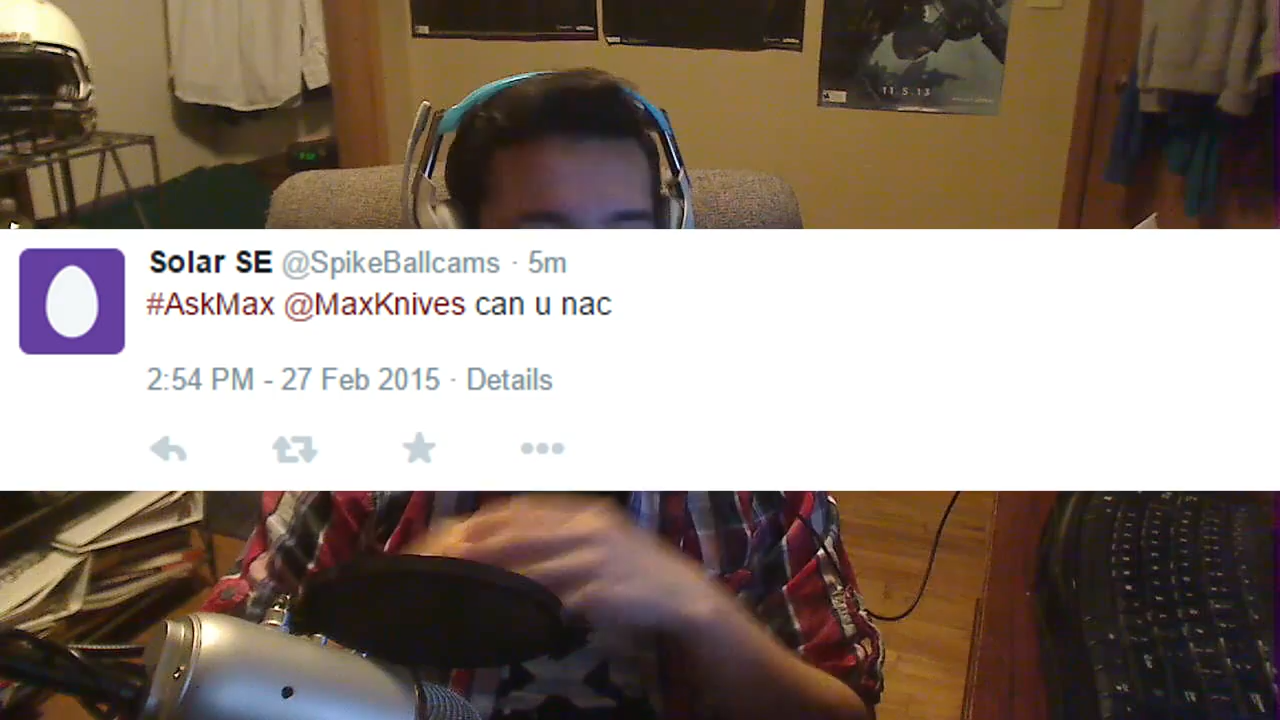 11.5.13
Solar SE @SpikeBallcams · 5m
#AskMax @MaxKnives can u nac
2:54 PM - 27 Feb 2015 · Details